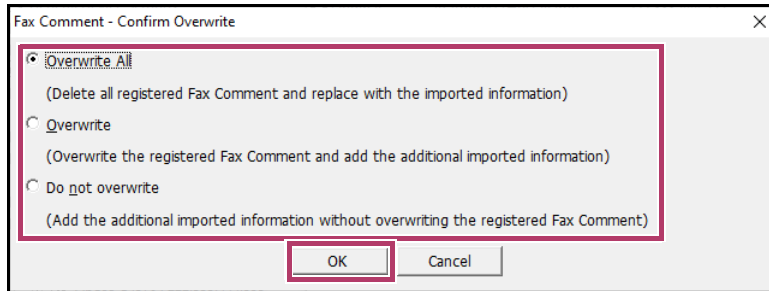 Fax Comment - Confirm Overwrite
Overwrite All
(Delete all registered Fax Comment and replace with the imported information)
Overwrite
(Overwrite the registered Fax Comment and add the additional imported information)
Do not overwrite
(Add the additional imported information without overwriting the registered Fax Comment)
OK Cancel